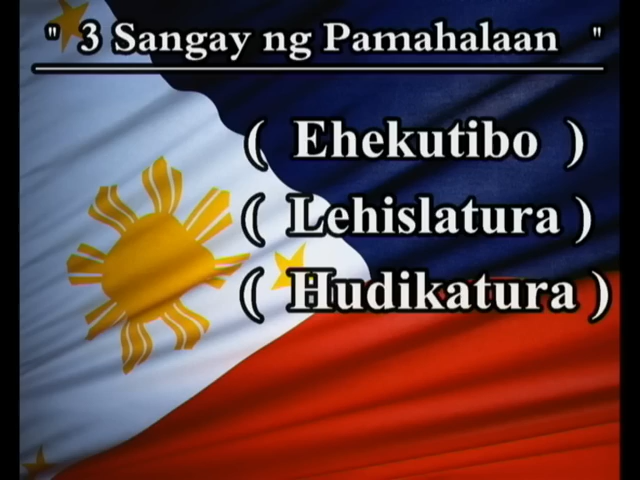 " 3 Sangay ng Pamahalaan "
( Ehekutibo )
( Lehislatura )
( Hudikatura )